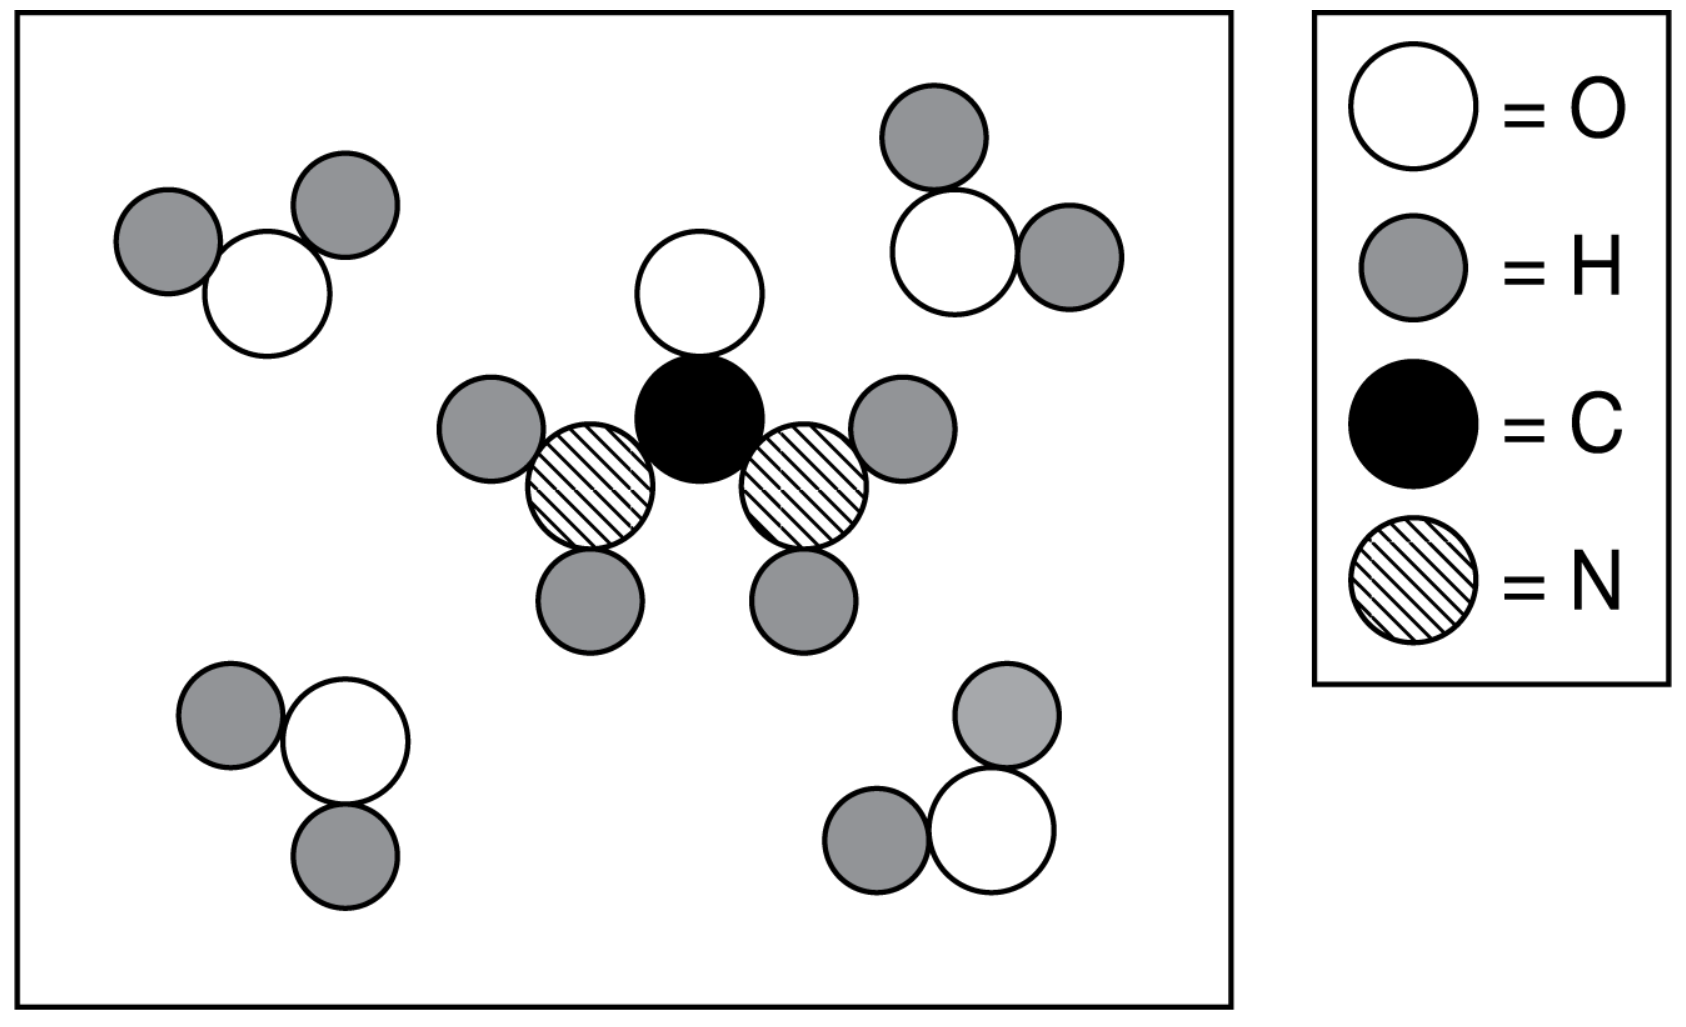 = O
= H
= C
= N